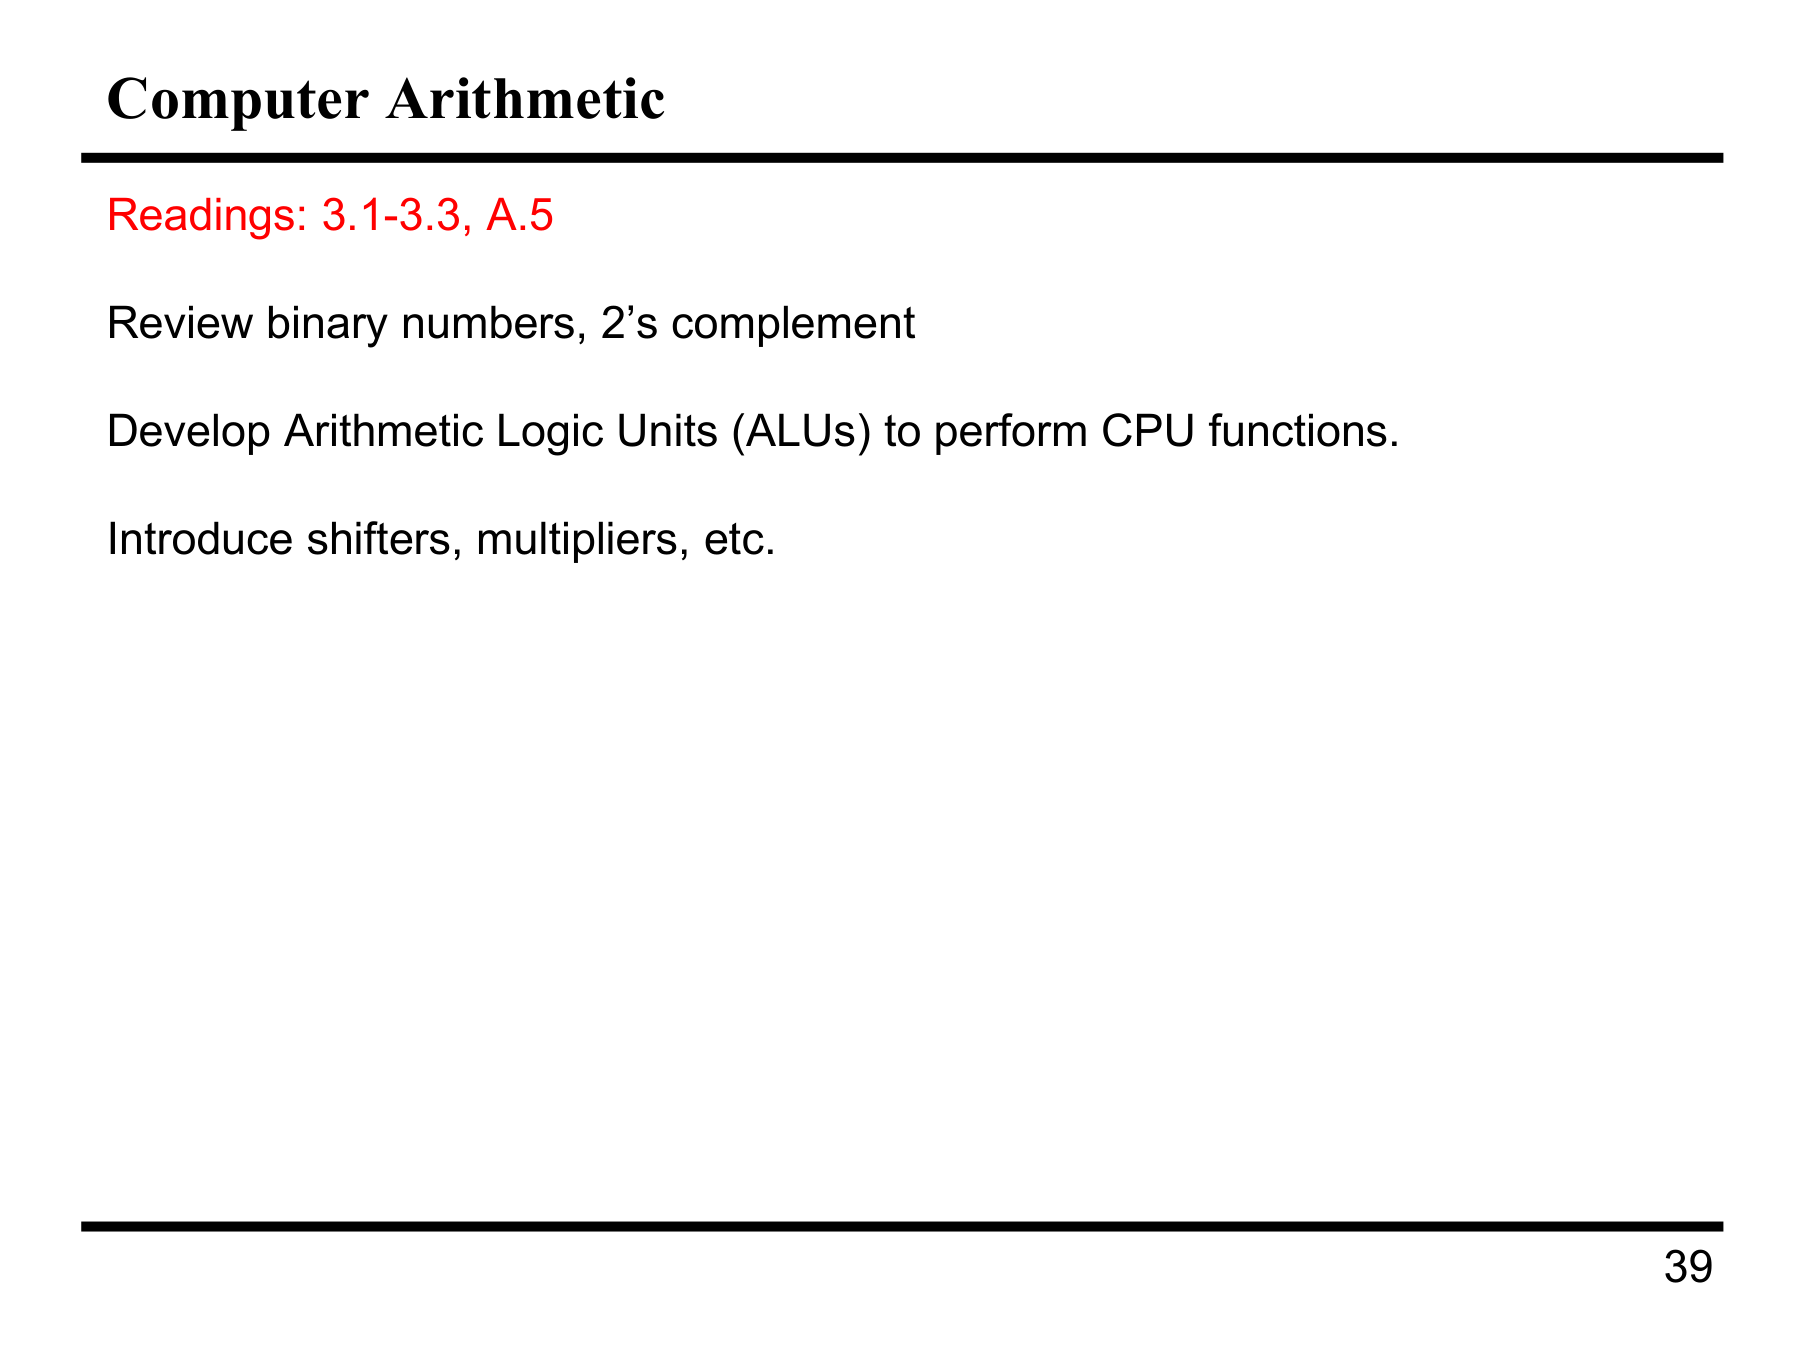 Computer Arithmetic
Readings: 3.1-3.3, A.5
Review binary numbers, 2’s complement
Develop Arithmetic Logic Units (ALUs) to perform CPU functions.
Introduce shifters, multipliers, etc.
39